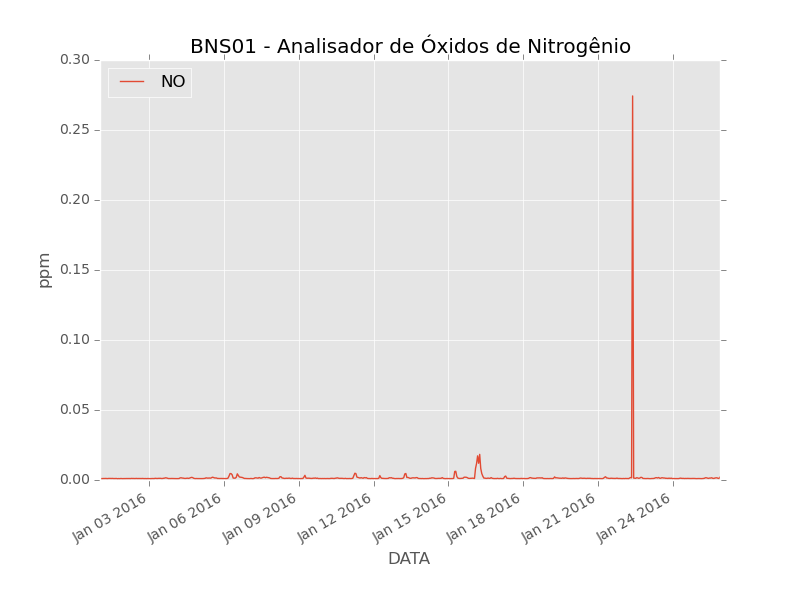 BNS01 - Analisador de Óxidos de Nitrogênio
NO
0.30
0.25
0.20
0.15
0.10
0.05
0.00
ppm
Jan 03 2016
Jan 06 2016
Jan 09 2016
Jan 12 2016
Jan 15 2016
Jan 18 2016
Jan 21 2016
Jan 24 2016
DATA